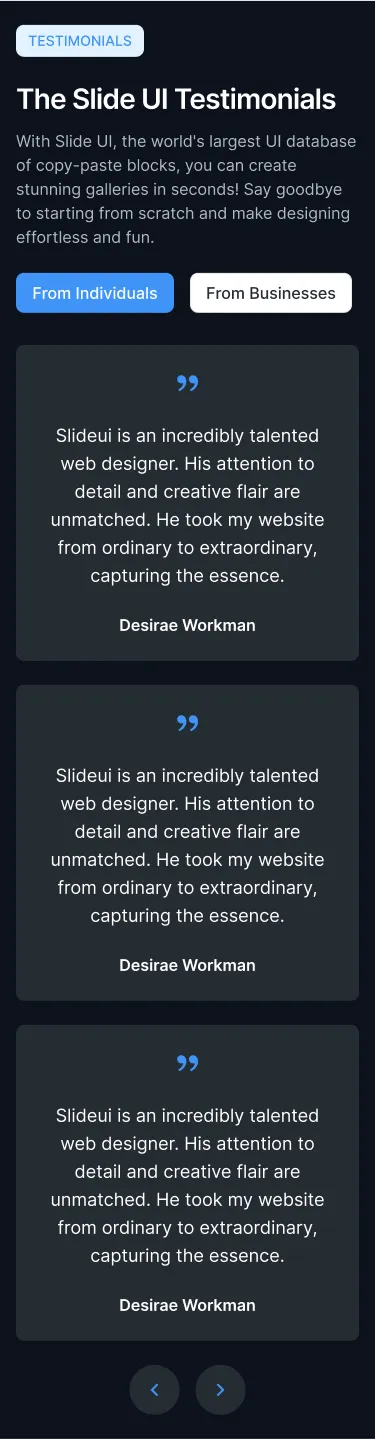 TESTIMONIALS
The Slide UI Testimonials
With Slide UI, the world's largest UI database
of copy-paste blocks, you can create
stunning galleries in seconds! Say goodbye
to starting from scratch and make designing
effortless and fun.
From Individuals
From Businesses
”
Slideui is an incredibly talented
web designer. His attention to
detail and creative flair are
unmatched. He took my website
from ordinary to extraordinary,
capturing the essence.
Desirae Workman
”
Slideui is an incredibly talented
web designer. His attention to
detail and creative flair are
unmatched. He took my website
from ordinary to extraordinary,
capturing the essence.
Desirae Workman
”
Slideui is an incredibly talented
web designer. His attention to
detail and creative flair are
unmatched. He took my website
from ordinary to extraordinary,
capturing the essence.
Desirae Workman